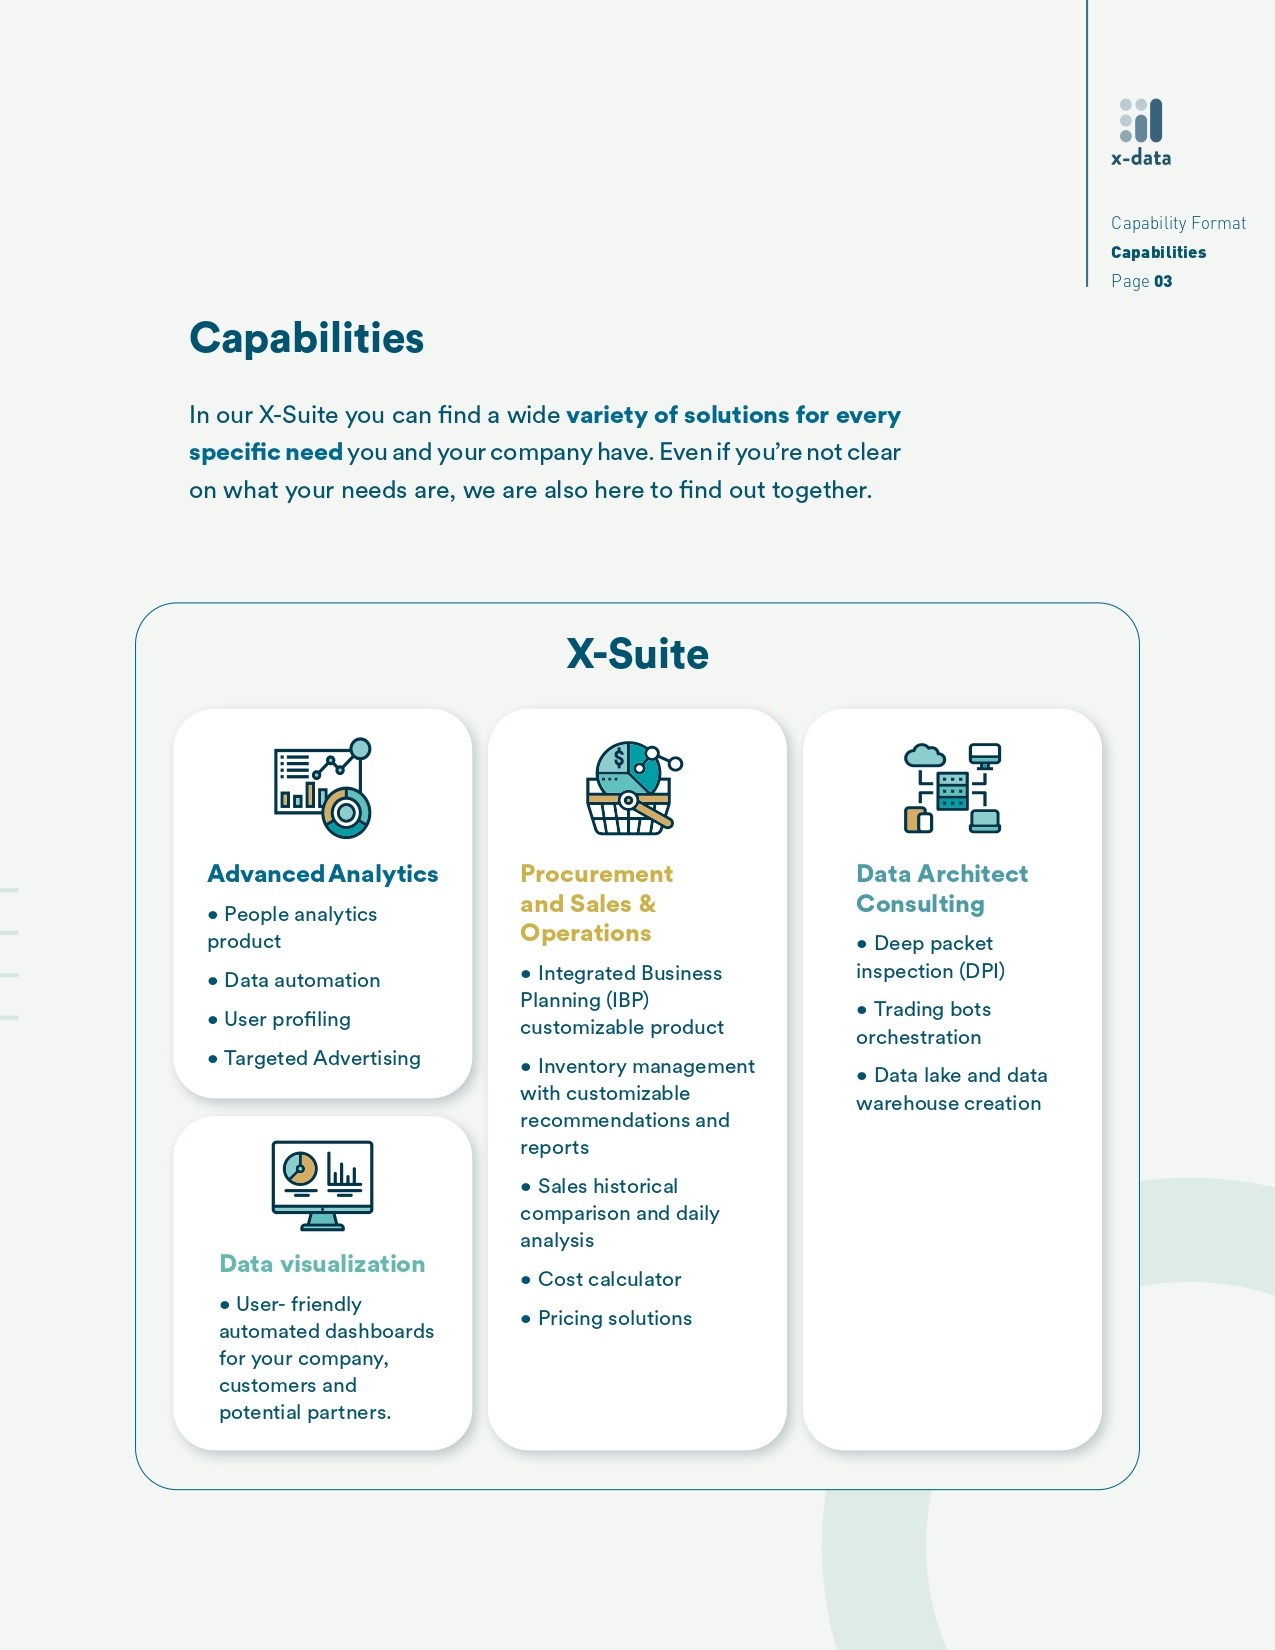 x-data
Capability Format
Capabilities
Page 03
Capabilities
In our X-Suite you can find a wide variety of solutions for every
specific need you and your company have. Even if you’re not clear
on what your needs are, we are also here to find out together.
X-Suite
Advanced Analytics
• People analytics
product
• Data automation
• User profiling
• Targeted Advertising
Data visualization
• User- friendly
automated dashboards
for your company,
customers and
potential partners.
$
Procurement
and Sales &
Operations
• Integrated Business
Planning (IBP)
customizable product
• Inventory management
with customizable
recommendations and
reports
• Sales historical
comparison and daily
analysis
• Cost calculator
• Pricing solutions
Data Architect
Consulting
• Deep packet
inspection (DPI)
• Trading bots
orchestration
• Data lake and data
warehouse creation